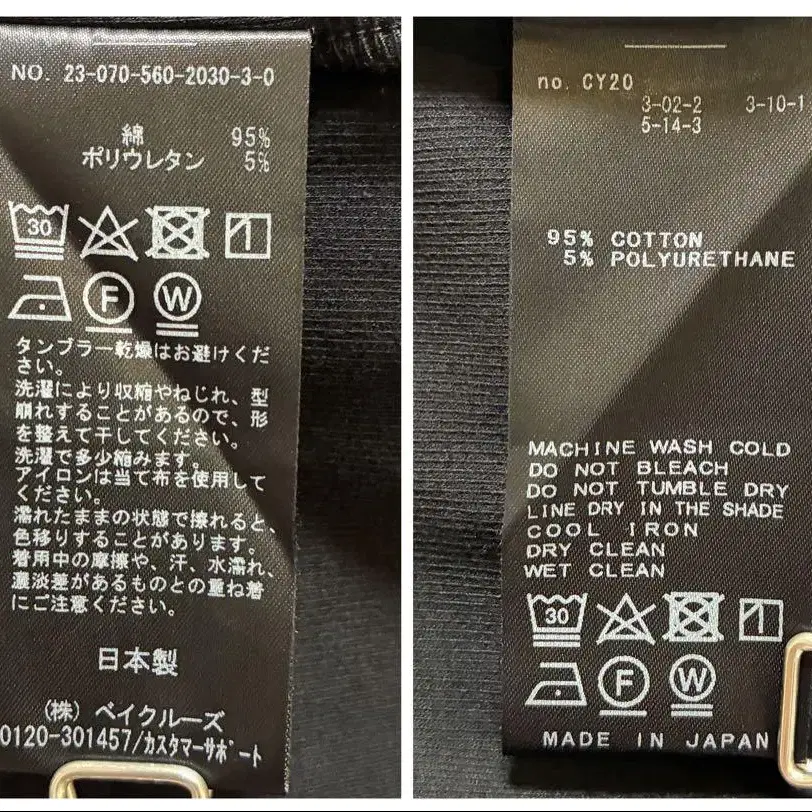 NO. 23-070-560-2030-3-0
綿 95%
ポリウレタン 5%
30
F W
タンブラー乾燥はお避けくだ
さい。
洗濯により収縮やねじれ、型
崩れすることがあるので、形
を整えて干してください。
洗濯で多少縮みます。
アイロンは当て布を使用して
ください。
濡れたままの状態で擦れると、
色移りすることがあります。
着用中の摩擦や、汗、水濡れ、
濃淡差があるものとの重ね着
にご注意ください。
日本製
(株) ベイクルーズ
0120-301457/カスタマーサポート
no. CY20
3-02-2 3-10-1
5-14-3
95% COTTON
5% POLYURETHANE
MACHINE WASH COLD
DO NOT BLEACH
DO NOT TUMBLE DRY
LINE DRY IN THE SHADE
COOL IRON
DRY CLEAN
WET CLEAN
30
F W
MADE IN JAPAN